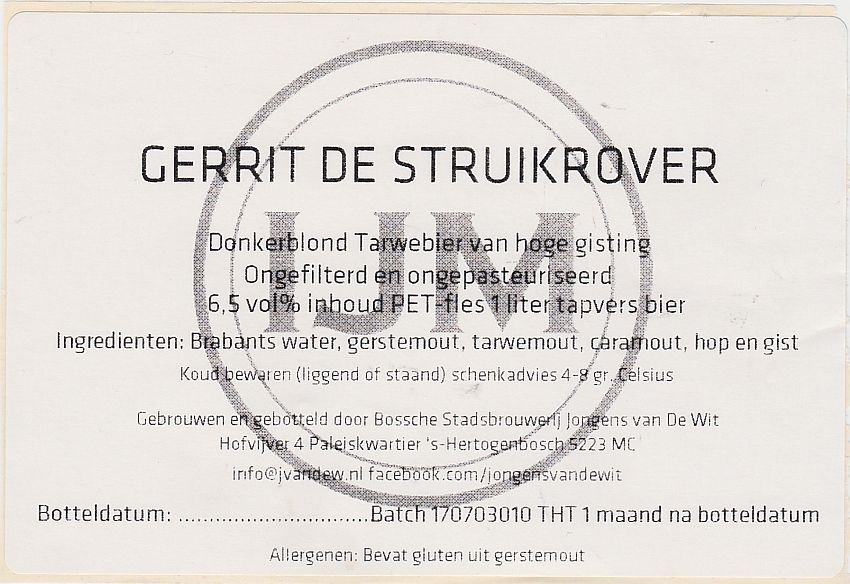 GERRIT DE STRUIKROVER
IJM
Donkerblond Tarwebier van hoge gisting
Ongefilterd en ongepasteuriseerd
6,5 vol% inhoud PET-fles 1 liter tapvers bier
Ingredienten: Brabants water, gerstemout, tarwemout, caramout, hop en gist
Koud bewaren (liggend of staand) schenkadvies 4-8 gr. Celsius
Gebrouwen en gebotteld door Bossche Stadsbrouwerij Jongens van De Wit
Hofvijver 4 Paleiskwartier 's-Hertogenbosch 5223 MC
info@jvandew.nl facebook.com/jongensvandewit
Botteldatum: ..............................Batch 170703010 THT 1 maand na botteldatum
Allergenen: Bevat gluten uit gerstemout